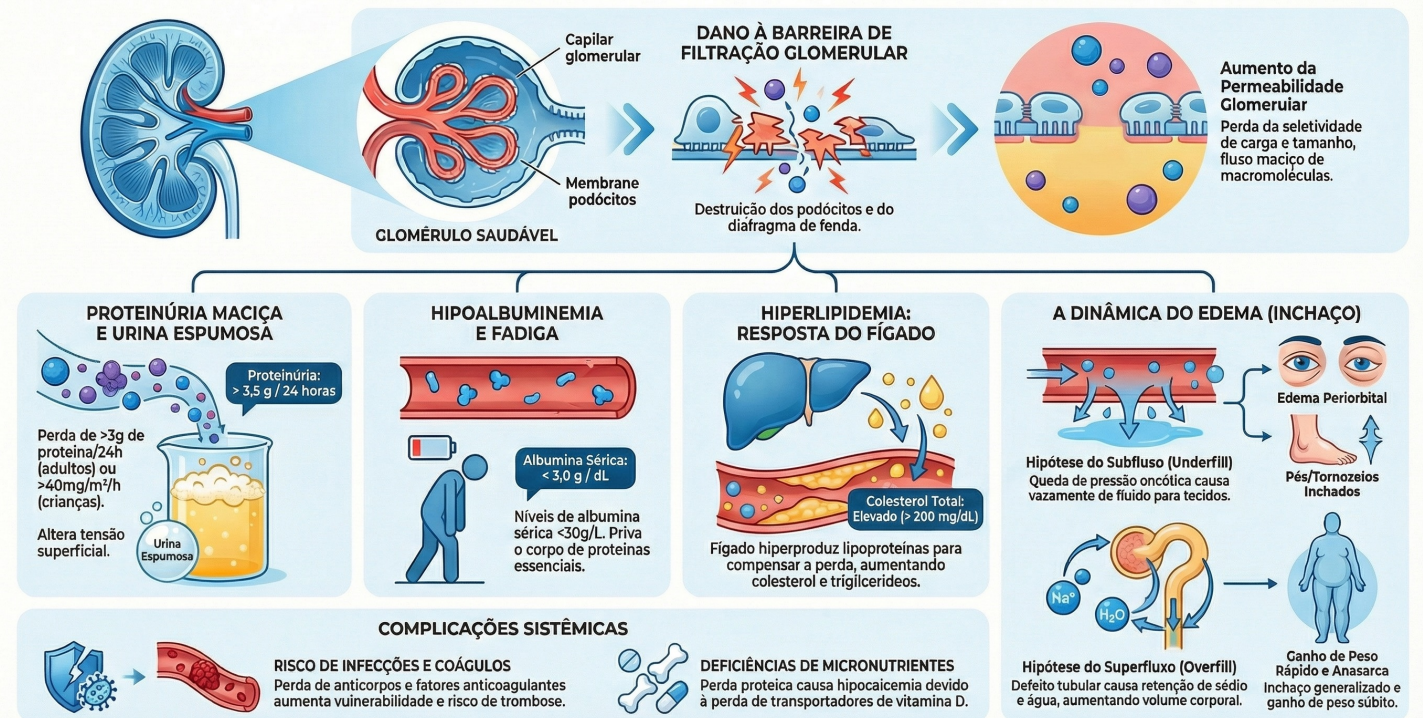 Capilar
glomerular
Membrane
podócitos
GLOMÊRULO SAUDÁVEL
DANO À BARREIRA DE
FILTRAÇÃO GLOMERULAR
Destruição dos podócitos e do
diafragma de fenda.
Aumento da
Permeabilidade
Glomeruiar
Perda da seletividade
de carga e tamanho,
fluso maciço de
macromoléculas.
PROTEINÚRIA MACIÇA
E URINA ESPUMOSA
Proteinúria:
> 3,5 g / 24 horas
Perda de >3g de
proteina/24h
(adultos) ou
>40mg/m²/h
(crianças).
Altera tensão
superficial.
Urina
Espumosa
HIPOALBUMINEMIA
E FADIGA
Albumina Sérica:
< 3,0 g / dL
Níveis de albumina
sérica <30g/L. Priva
o corpo de proteinas
essenciais.
HIPERLIPIDEMIA:
RESPOSTA DO FÍGADO
Colesterol Total:
Elevado (> 200 mg/dL)
Fígado hiperproduz lipoproteínas para
compensar a perda, aumentando
colesterol e trigilcerideos.
A DINÂMICA DO EDEMA (INCHAÇO)
Edema Periorbital
Hipótese do Subfluso (Underfill)
Queda de pressão oncótica causa
vazamente de fíuido para tecidos.
Pés/Tornozeios
Inchados
Na⁺
H₂O
Hipótese do Superfluxo (Overfill)
Defeito tubular causa retenção de sédio
e água, aumentando volume corporal.
Ganho de Peso
Rápido e Anasarca
Inchaço generalizado e
ganho de peso súbito.
COMPLICAÇÕES SISTÊMICAS
RISCO DE INFECÇÕES E COÁGULOS
Perda de anticorpos e fatores anticoagulantes
aumenta vulnerabilidade e risco de trombose.
DEFICIÊNCIAS DE MICRONUTRIENTES
Perda proteica causa hipocaicemia devido
à perda de transportadores de vitamina D.